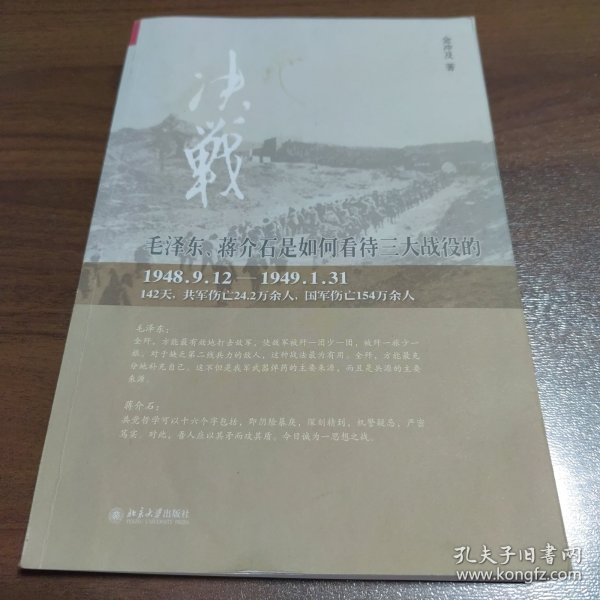 金冲及 著
决戰
毛泽东、蒋介石是如何看待三大战役的
1948.9.12—1949.1.31
142天，共军伤亡24.2万余人，国军伤亡154万余人
毛泽东：
全歼，方能最有效地打击敌军，使敌军被歼一团少一团，被歼一旅少一
旅。对于缺乏第二线兵力的敌人，这种战法最为有用。全歼，方能最充
分地补充自己。这不但是我军武器弹药的主要来源，而且是兵源的主要
来源。
蒋介石：
共党哲学可以十六个字包括，即阴险暴戾，深刻精到，机警疑忌，严密
笃实。对此，吾人应以其矛而攻其盾。今日诚为一思想之战。
北京大学出版社
PEKING UNIVERSITY PRESS
孔夫子旧书网
www.kongfz.com